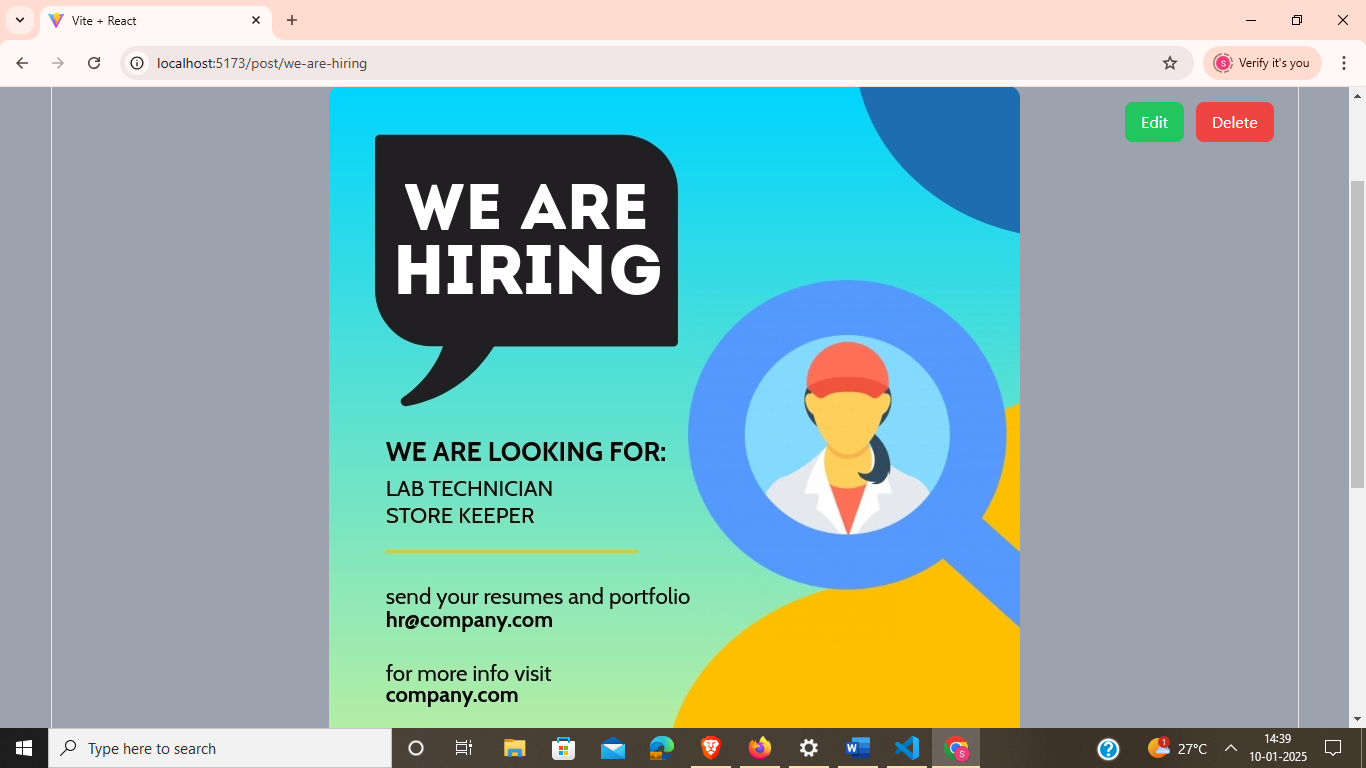 Vite + React
localhost:5173/post/we-are-hiring
Verify it's you
Edit
Delete
WE ARE
HIRING
WE ARE LOOKING FOR:
LAB TECHNICIAN
STORE KEEPER
send your resumes and portfolio
hr@company.com
for more info visit
company.com
Type here to search
1
27°C
14:39
10-01-2025